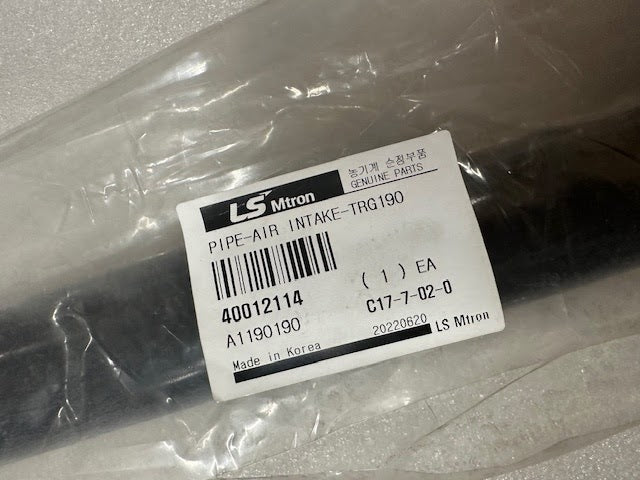 LS Mtron
농기계 순정부품
GENUINE PARTS
PIPE-AIR INTAKE-TRG190
40012114
( 1 ) EA
A1190190
C17-7-02-0
Made in Korea
20220620
LS Mtron